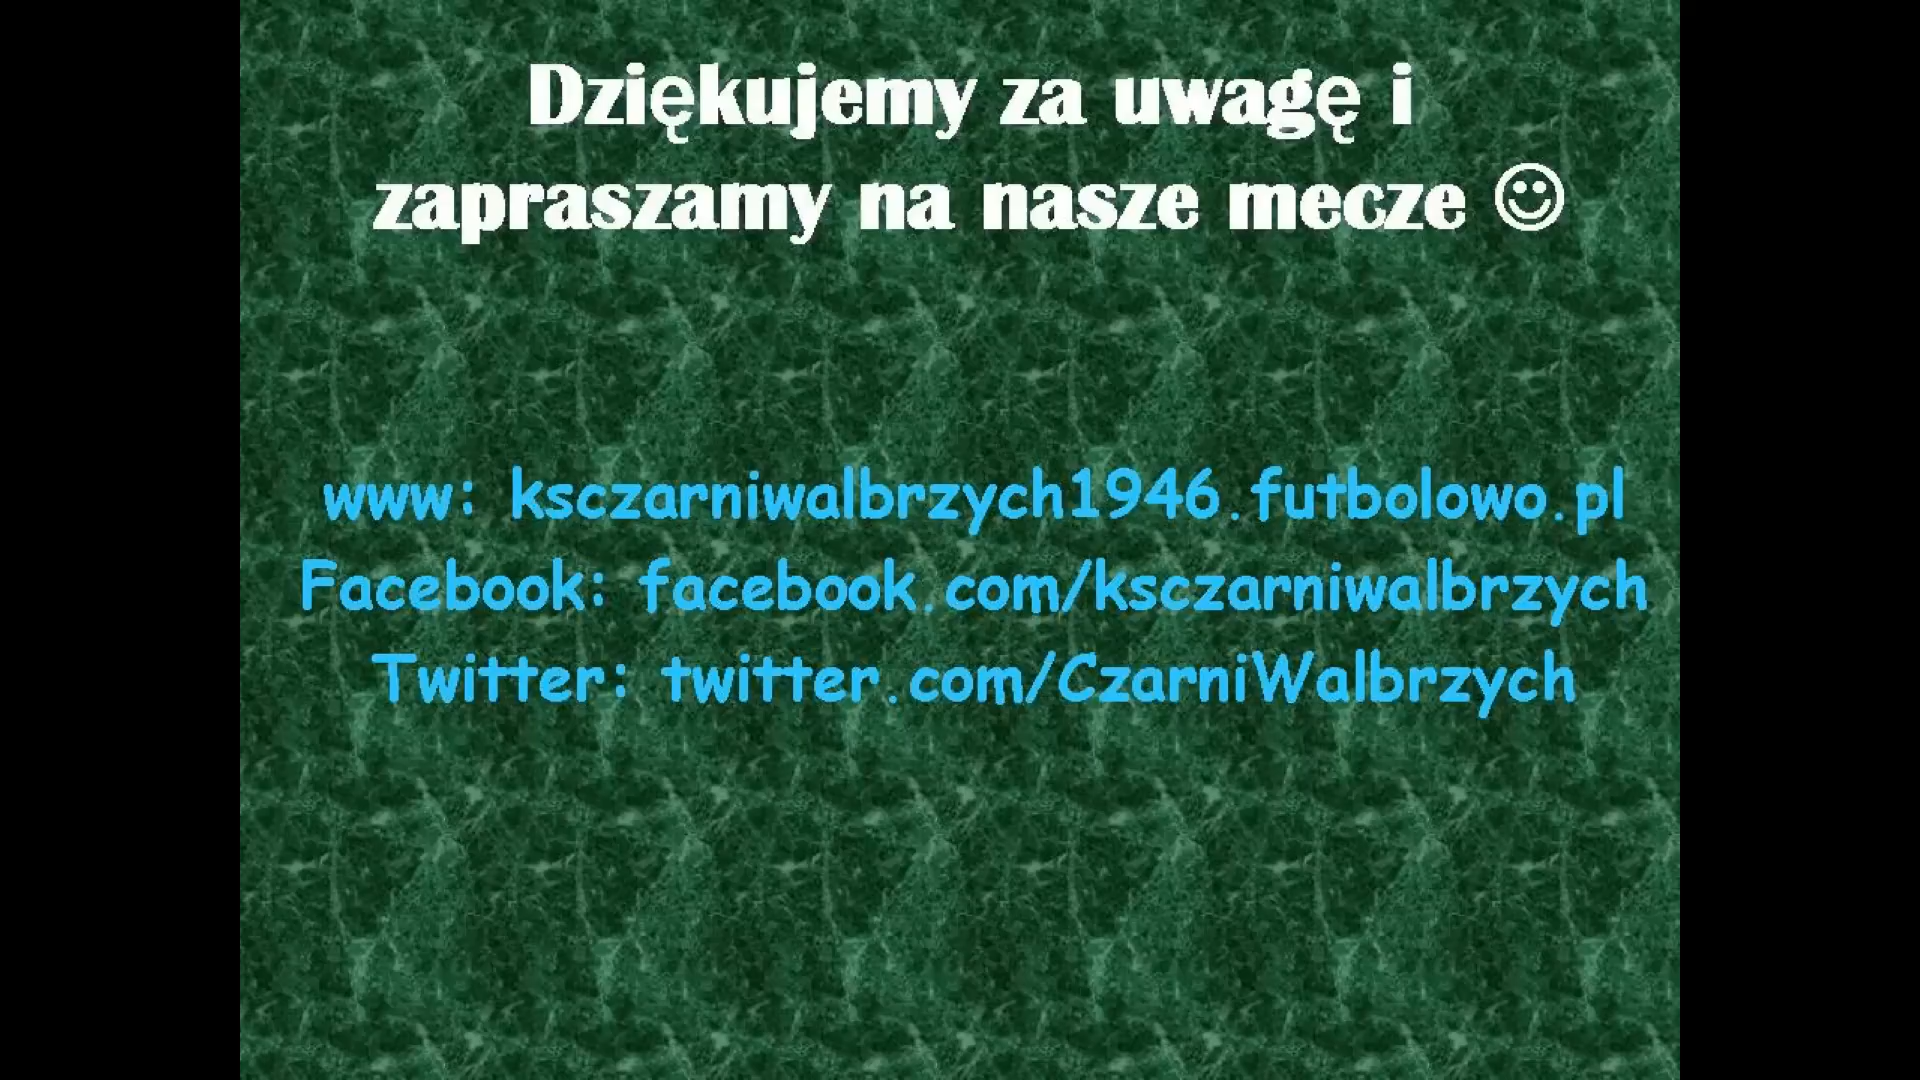 Dziękujemy za uwagę i
zapraszamy na nasze mecze ☺
www: ksczarniwalbrzych1946.futbolowo.pl
Facebook: facebook.com/ksczarniwalbrzych
Twitter: twitter.com/CzarniWalbrzych